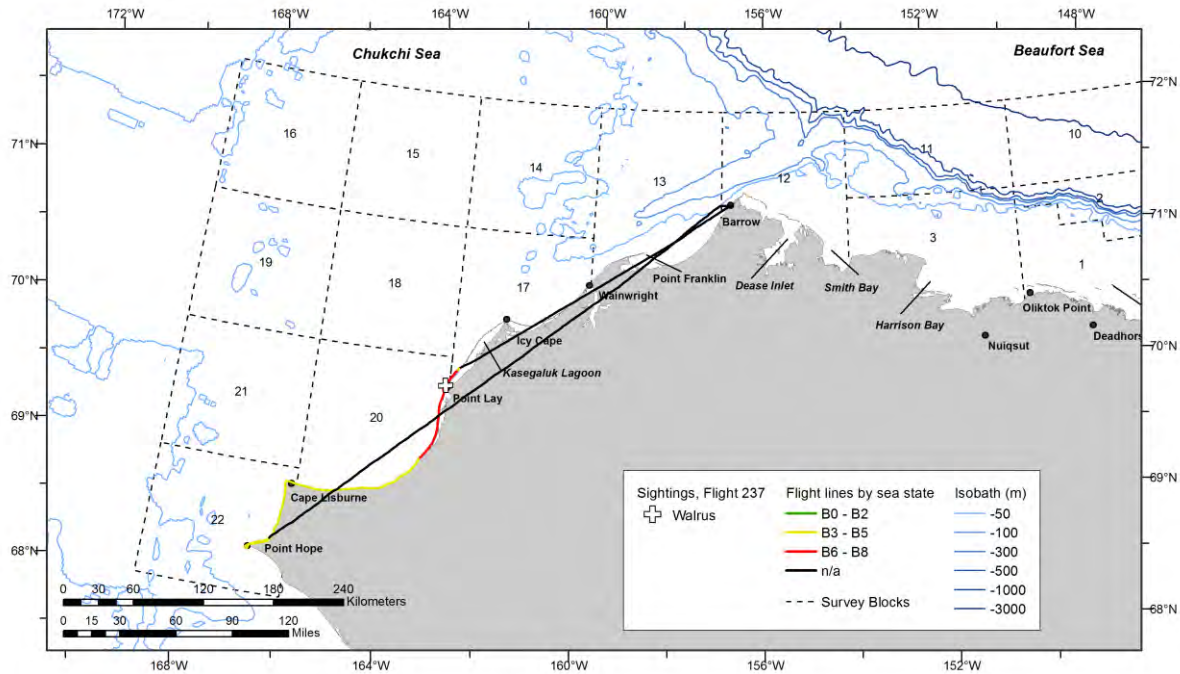 172°W 168°W 164°W 160°W 156°W 152°W 148°W
Chukchi Sea
Beaufort Sea
72°N
71°N
70°N
69°N
68°N
71°N
70°N
69°N
68°N
16
15
14
13
12
11
10
2
3
1
19
18
17
21
20
22
Barrow
Point Franklin
Dease Inlet
Smith Bay
Harrison Bay
Oliktok Point
Nuiqsut
Deadhors
Wainwright
Icy Cape
Kasegaluk Lagoon
Point Lay
Cape Lisburne
Point Hope
0 30 60 120 180 240
Kilometers
0 15 30 60 90 120
Miles
Sightings, Flight 237
Walrus
Flight lines by sea state
B0 - B2
B3 - B5
B6 - B8
n/a
Survey Blocks
Isobath (m)
-50
-100
-300
-500
-1000
-3000
168°W 164°W 160°W 156°W 152°W